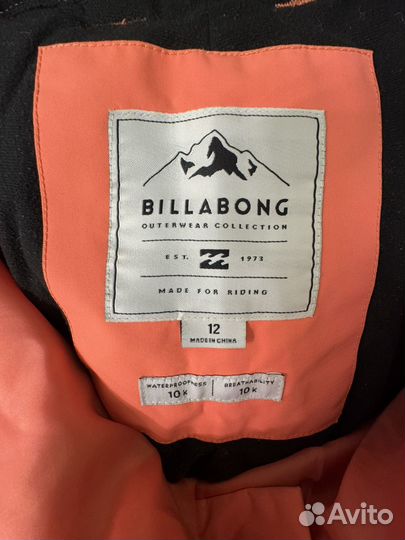 BILLABONG
OUTERWEAR COLLECTION
EST. 1973
MADE FOR RIDING
12
MADE IN CHINA
WATERPROOFNESS BREATHABILITY
10 K 10 K
Avito